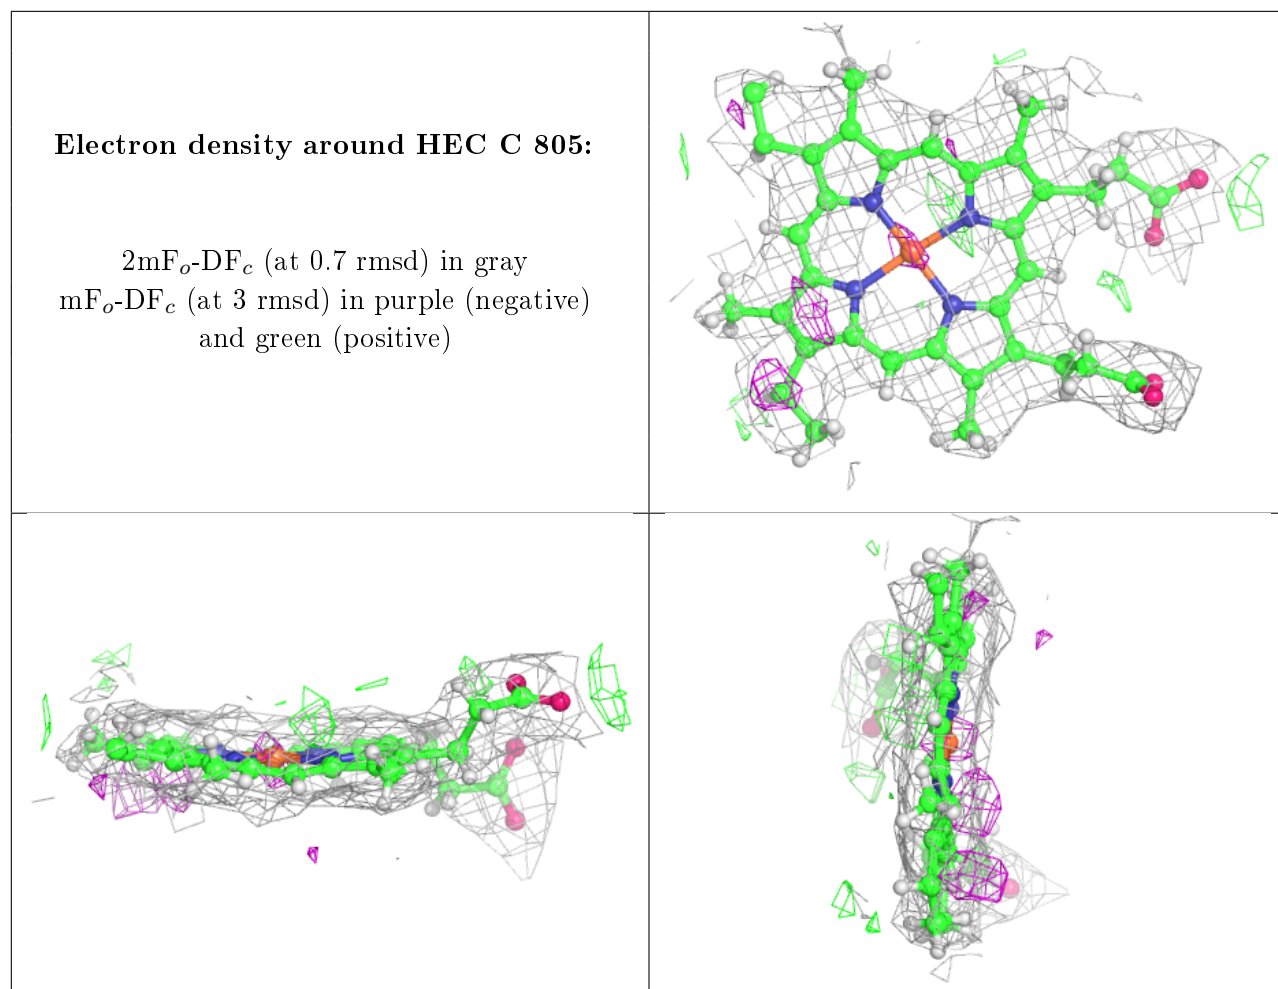 Electron density around HEC C 805:
2mFo-DFc (at 0.7 rmsd) in gray
mFo-DFc (at 3 rmsd) in purple (negative)
and green (positive)